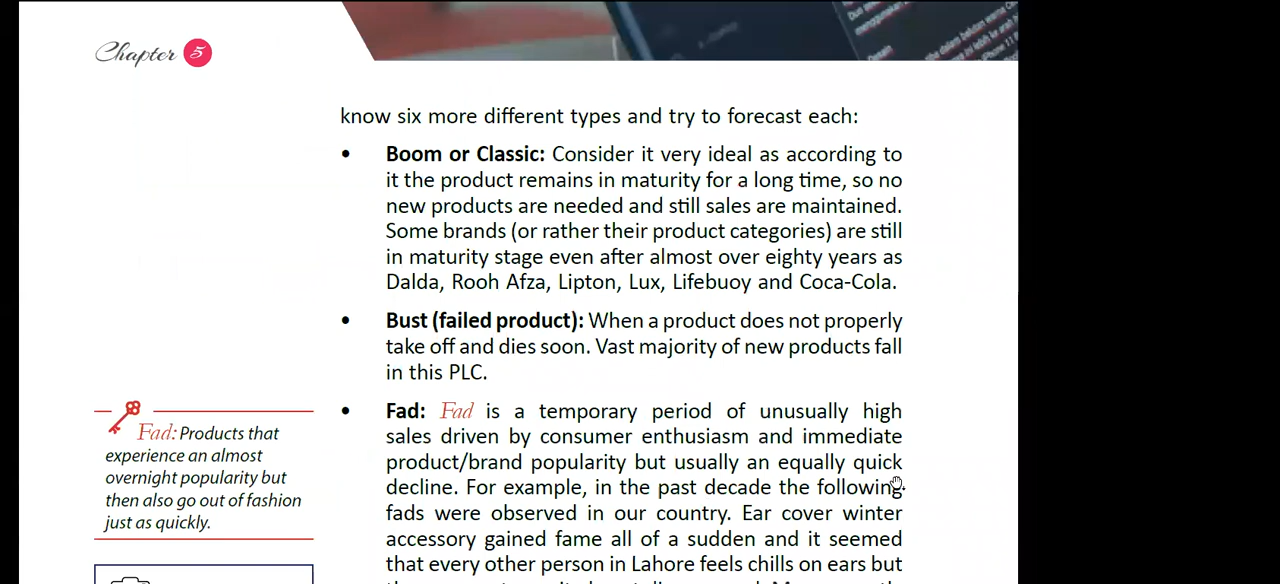 Chapter 5
know six more different types and try to forecast each:
• Boom or Classic: Consider it very ideal as according to
it the product remains in maturity for a long time, so no
new products are needed and still sales are maintained.
Some brands (or rather their product categories) are still
in maturity stage even after almost over eighty years as
Dalda, Rooh Afza, Lipton, Lux, Lifebuoy and Coca-Cola.
• Bust (failed product): When a product does not properly
take off and dies soon. Vast majority of new products fall
in this PLC.
• Fad: Fad is a temporary period of unusually high
sales driven by consumer enthusiasm and immediate
product/brand popularity but usually an equally quick
decline. For example, in the past decade the following
fads were observed in our country. Ear cover winter
accessory gained fame all of a sudden and it seemed
that every other person in Lahore feels chills on ears but
Fad: Products that
experience an almost
overnight popularity but
then also go out of fashion
just as quickly.